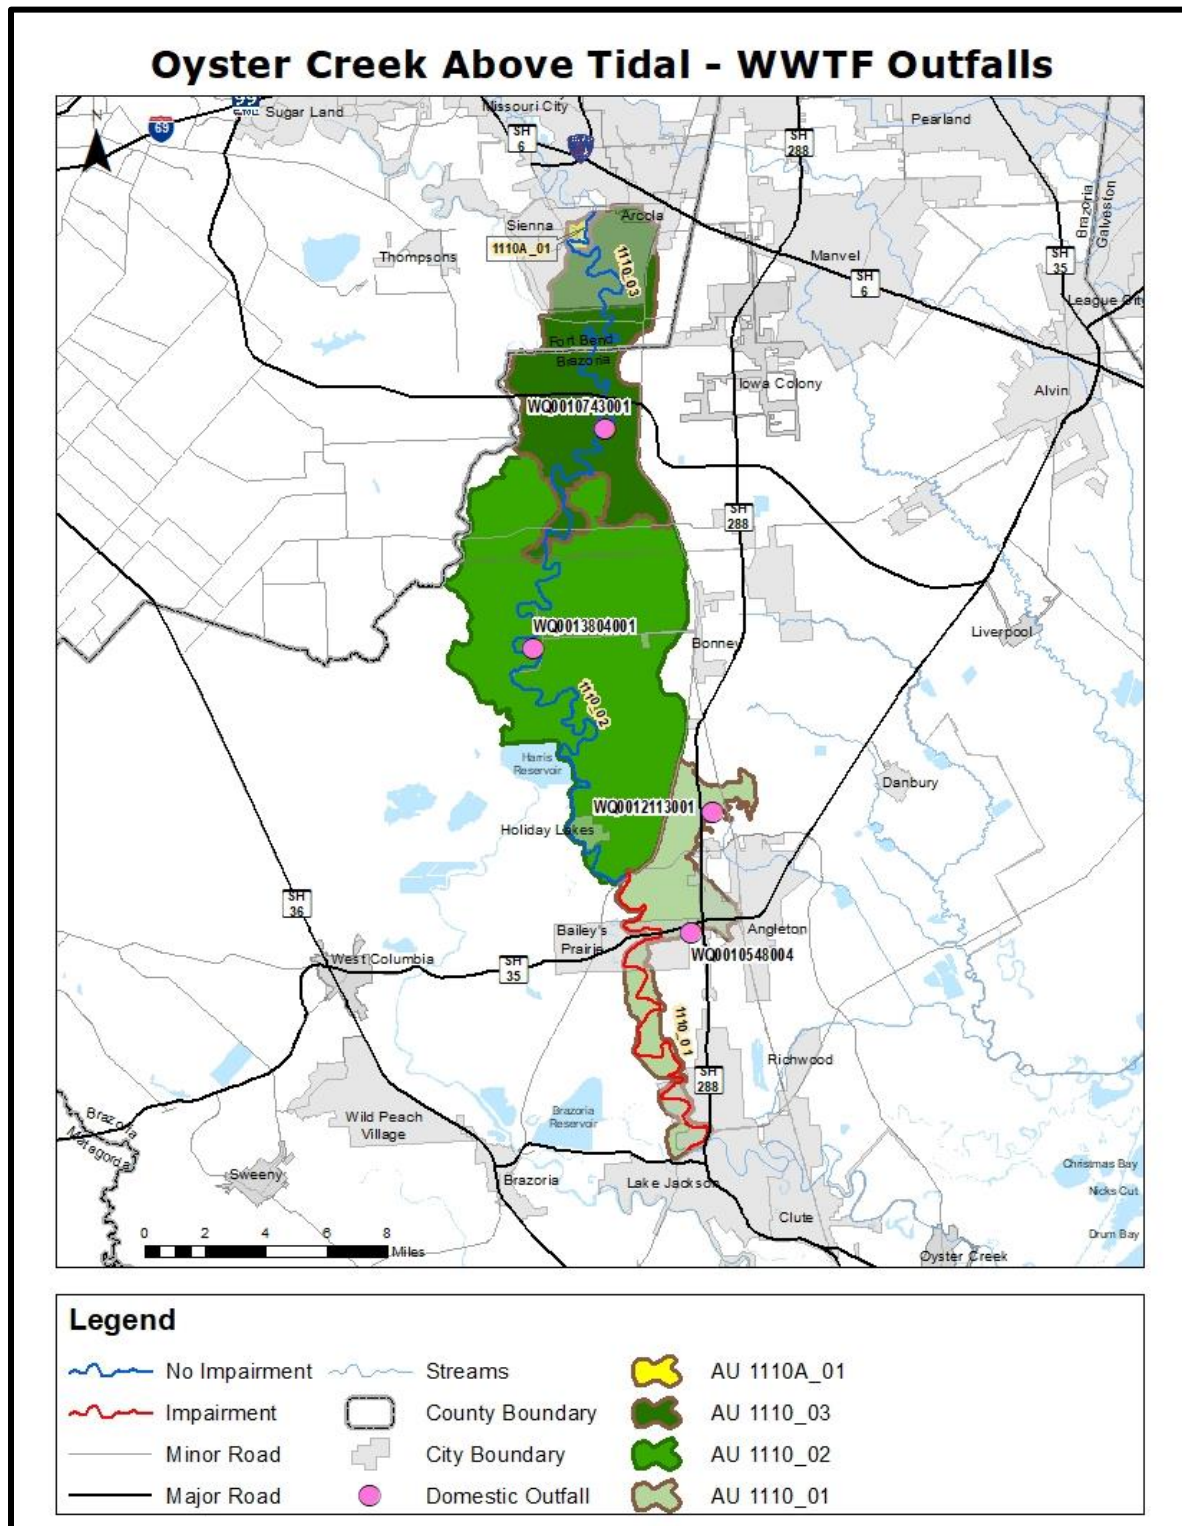 Oyster Creek Above Tidal - WWTF Outfalls
99
TOLL
Sugar Land
Missouri City
Pearland
N
69
SH
6
SH
288
Brazoria
Galveston
Arcola
Sienna
1110A_01
1110_03
Thompsons
Manvel
SH
35
SH
6
League City
Fort Bend
Brazoria
Iowa Colony
Alvin
WQ0010743001
SH
288
WQ0013804001
Bonney
Liverpool
1110_02
Harris
Reservoir
Danbury
WQ0012113001
Holiday Lakes
SH
36
Bailey's
Prairie
Angleton
WQ0010548004
West Columbia
SH
35
1110_01
Richwood
SH
288
Brazoria
Matagorda
Wild Peach
Village
Brazoria
Reservoir
Christmas Bay
Sweeny
Brazoria
Lake Jackson
Nicks Cut
Clute
Drum Bay
0 2 4 6 8
Miles
Oyster Creek
Legend
No Impairment Streams AU 1110A_01
Impairment County Boundary AU 1110_03
Minor Road City Boundary AU 1110_02
Major Road Domestic Outfall AU 1110_01